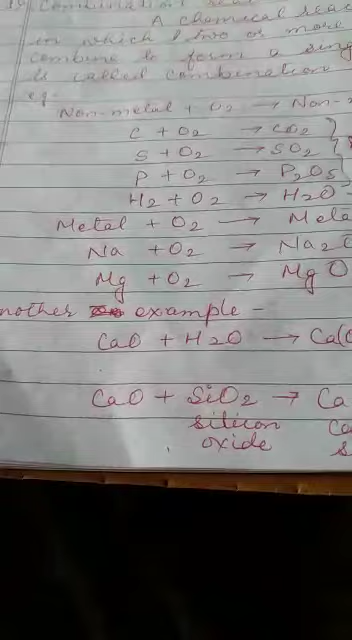 A chemical reac
in which two or more
combine to form a sing
is called combination
eg-
Non-metal + O2 → Non-
C + O2 → CO2
S + O2 → SO2
P + O2 → P2O5
H2 + O2 → H2O
Metal + O2 → Meta
Na + O2 → Na2O
Mg + O2 → MgO
nother example -
CaO + H2O → Ca(O
CaO + SiO2 → Ca
silicon Ca
oxide s